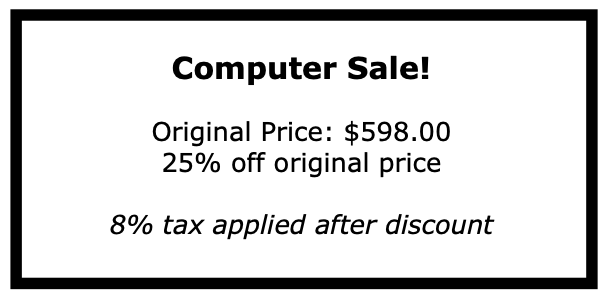 Computer Sale!
Original Price: $598.00
25% off original price
8% tax applied after discount